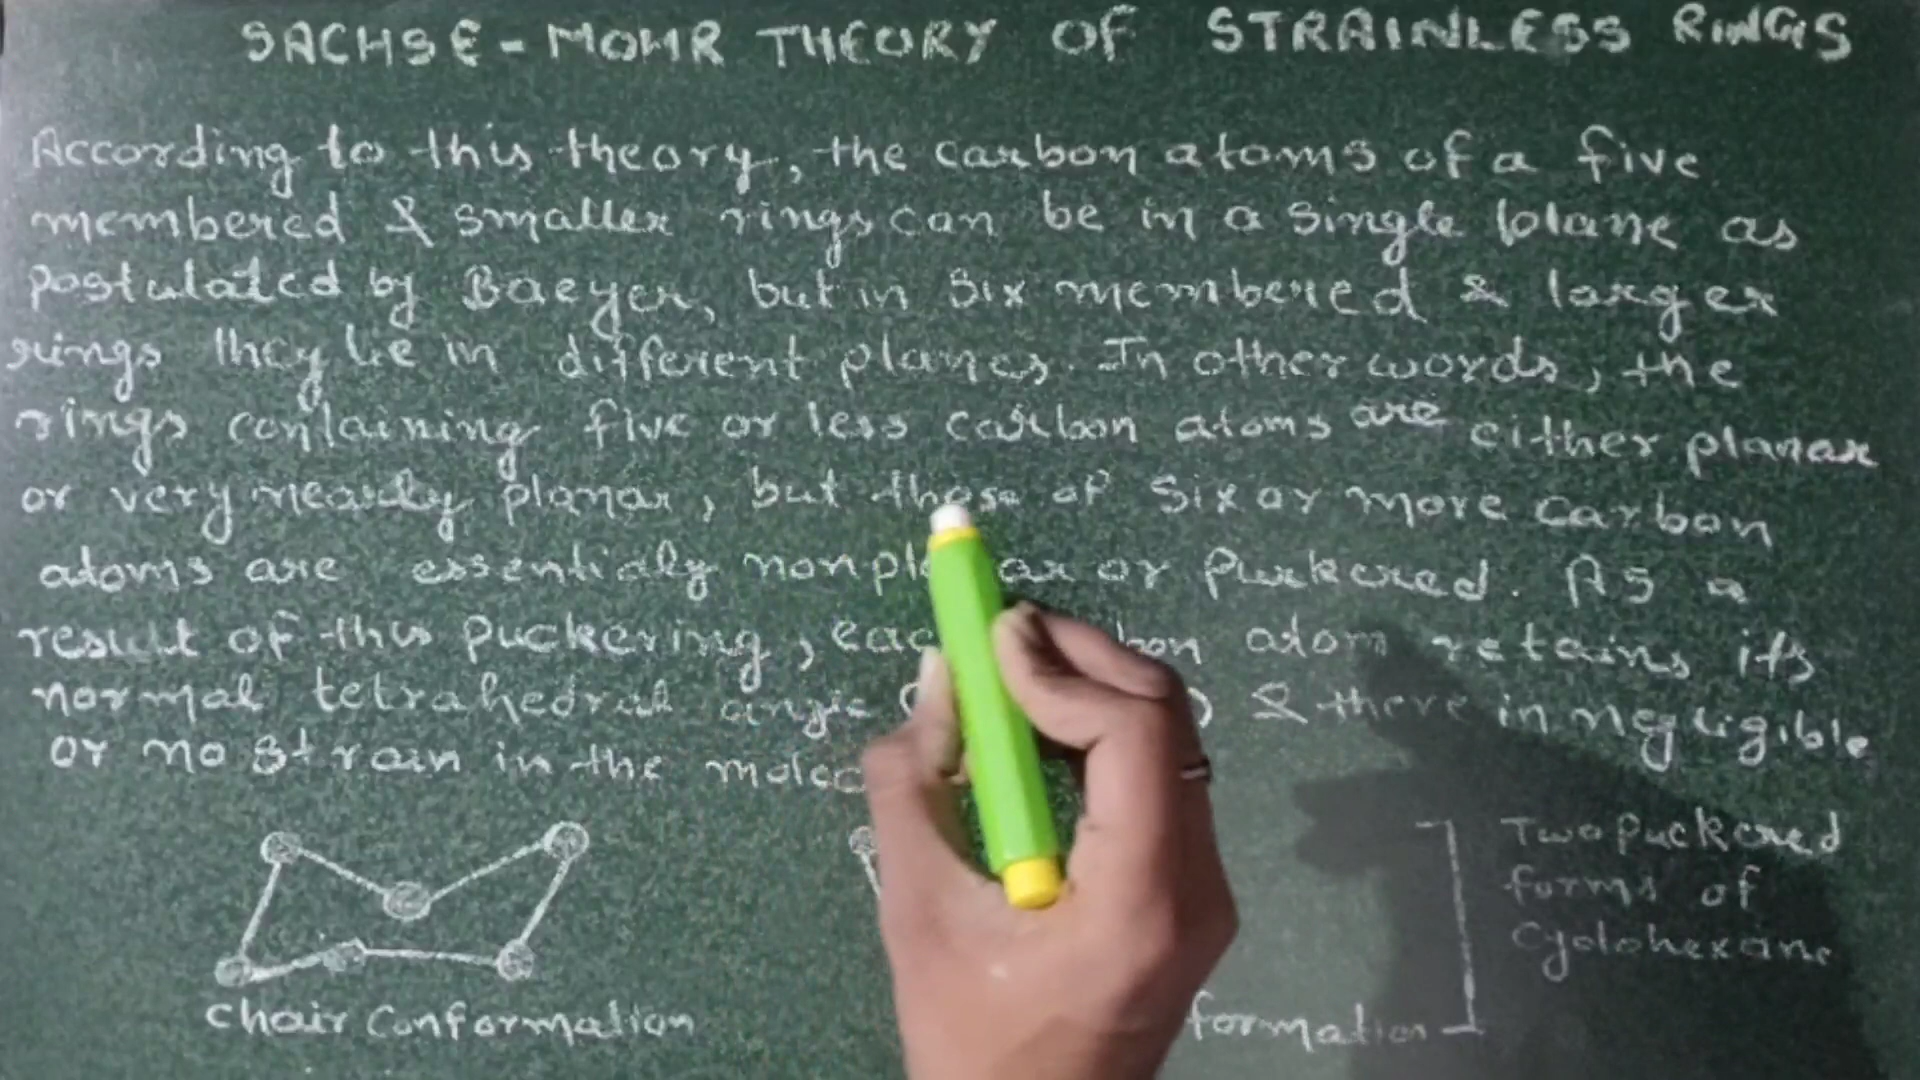 SACHSE - MOHR THEORY OF STRAINLESS RINGS
According to this theory, the carbon atoms of a five
membered & smaller rings can be in a single plane as
postulated by Baeyer, but in six membered & larger
rings they lie in different planes. In other words, the
rings containing five or less carbon atoms are either planar
or very nearly planar, but those of six or more carbon
atoms are essentialy nonpl ar or Puckered. As a
result of this puckering, eac bon atom retains its
normal tetrahedral angle ( ) & there in negligible
or no strain in the molec
Two Puckered
forms of
Cyclohexane
Chair Conformation
formation